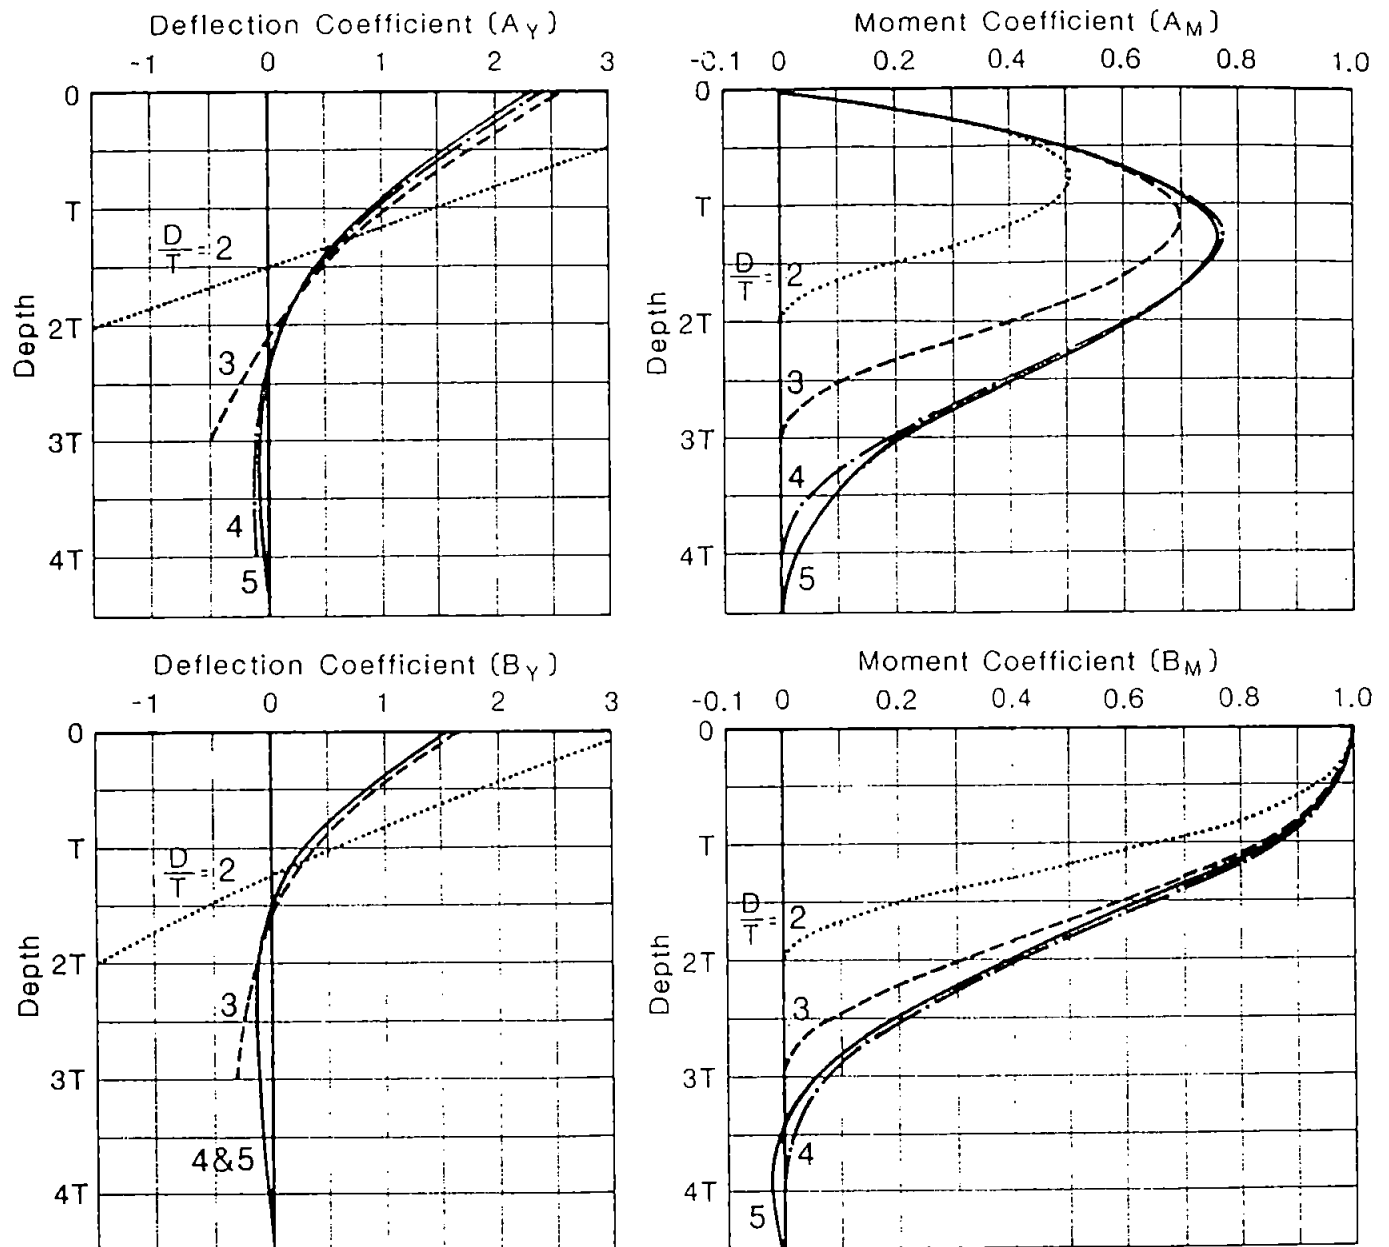 Deflection Coefficient (A_Y)
-1 0 1 2 3
0
T
2T
3T
4T
Depth
D/T = 2
3
4
5
Moment Coefficient (A_M)
-0.1 0 0.2 0.4 0.6 0.8 1.0
0
T
2T
3T
4T
Depth
D/T = 2
3
4
5
Deflection Coefficient (B_Y)
-1 0 1 2 3
0
T
2T
3T
4T
Depth
D/T = 2
3
4&5
Moment Coefficient (B_M)
-0.1 0 0.2 0.4 0.6 0.8 1.0
0
T
2T
3T
4T
Depth
D/T = 2
3
4
5